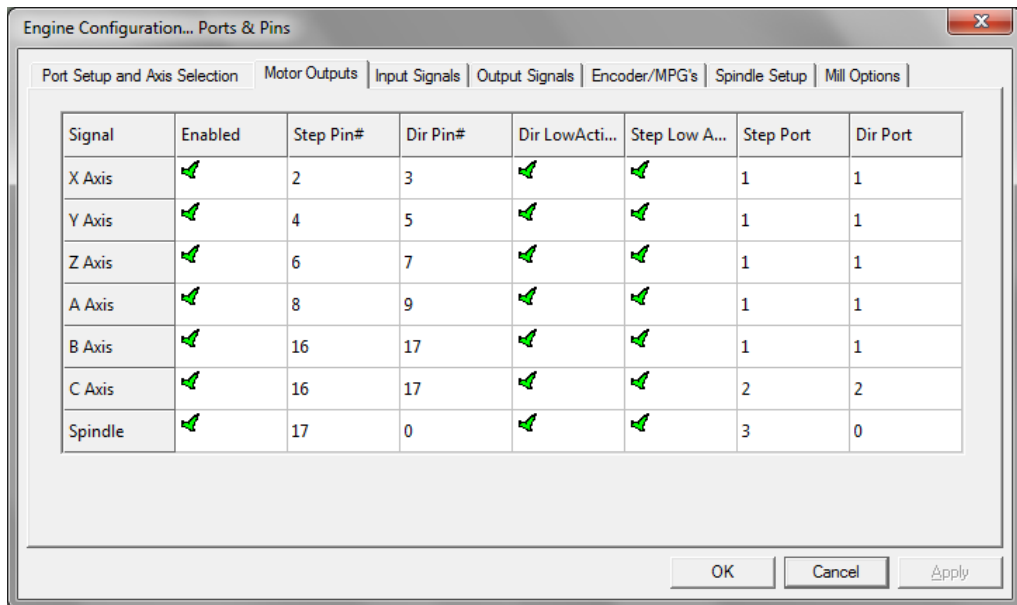 Engine Configuration... Ports & Pins
Port Setup and Axis Selection Motor Outputs Input Signals Output Signals Encoder/MPG's Spindle Setup Mill Options
Signal Enabled Step Pin# Dir Pin# Dir LowActi... Step Low A... Step Port Dir Port
X Axis 2 3 1 1
Y Axis 4 5 1 1
Z Axis 6 7 1 1
A Axis 8 9 1 1
B Axis 16 17 1 1
C Axis 16 17 2 2
Spindle 17 0 3 0
OK Cancel Apply